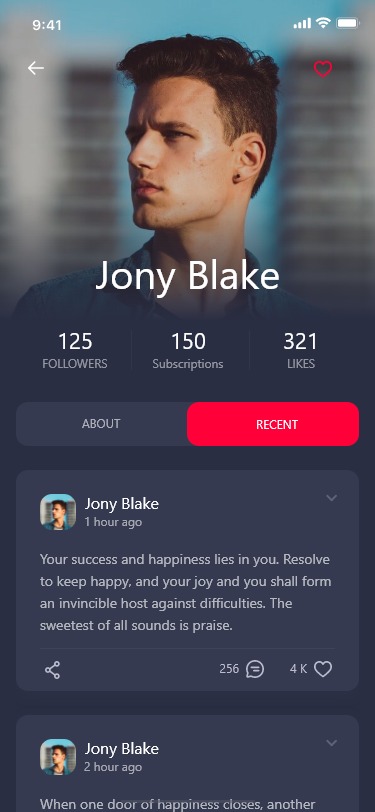 9:41
Jony Blake
125 150 321
FOLLOWERS Subscriptions LIKES
ABOUT RECENT
Jony Blake
1 hour ago
Your success and happiness lies in you. Resolve
to keep happy, and your joy and you shall form
an invincible host against difficulties. The
sweetest of all sounds is praise.
256 4 K
Jony Blake
2 hour ago
When one door of happiness closes, another